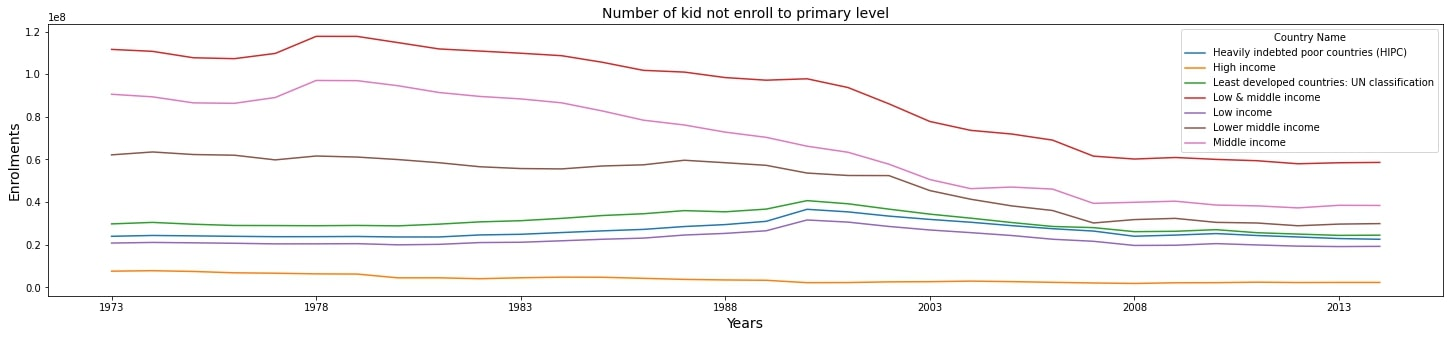 Number of kid not enroll to primary level
1e8
Country Name
Heavily indebted poor countries (HIPC)
High income
Least developed countries: UN classification
Low & middle income
Low income
Lower middle income
Middle income
1.2
1.0
0.8
0.6
0.4
0.2
0.0
Enrolments
1973 1978 1983 1988 2003 2008 2013
Years